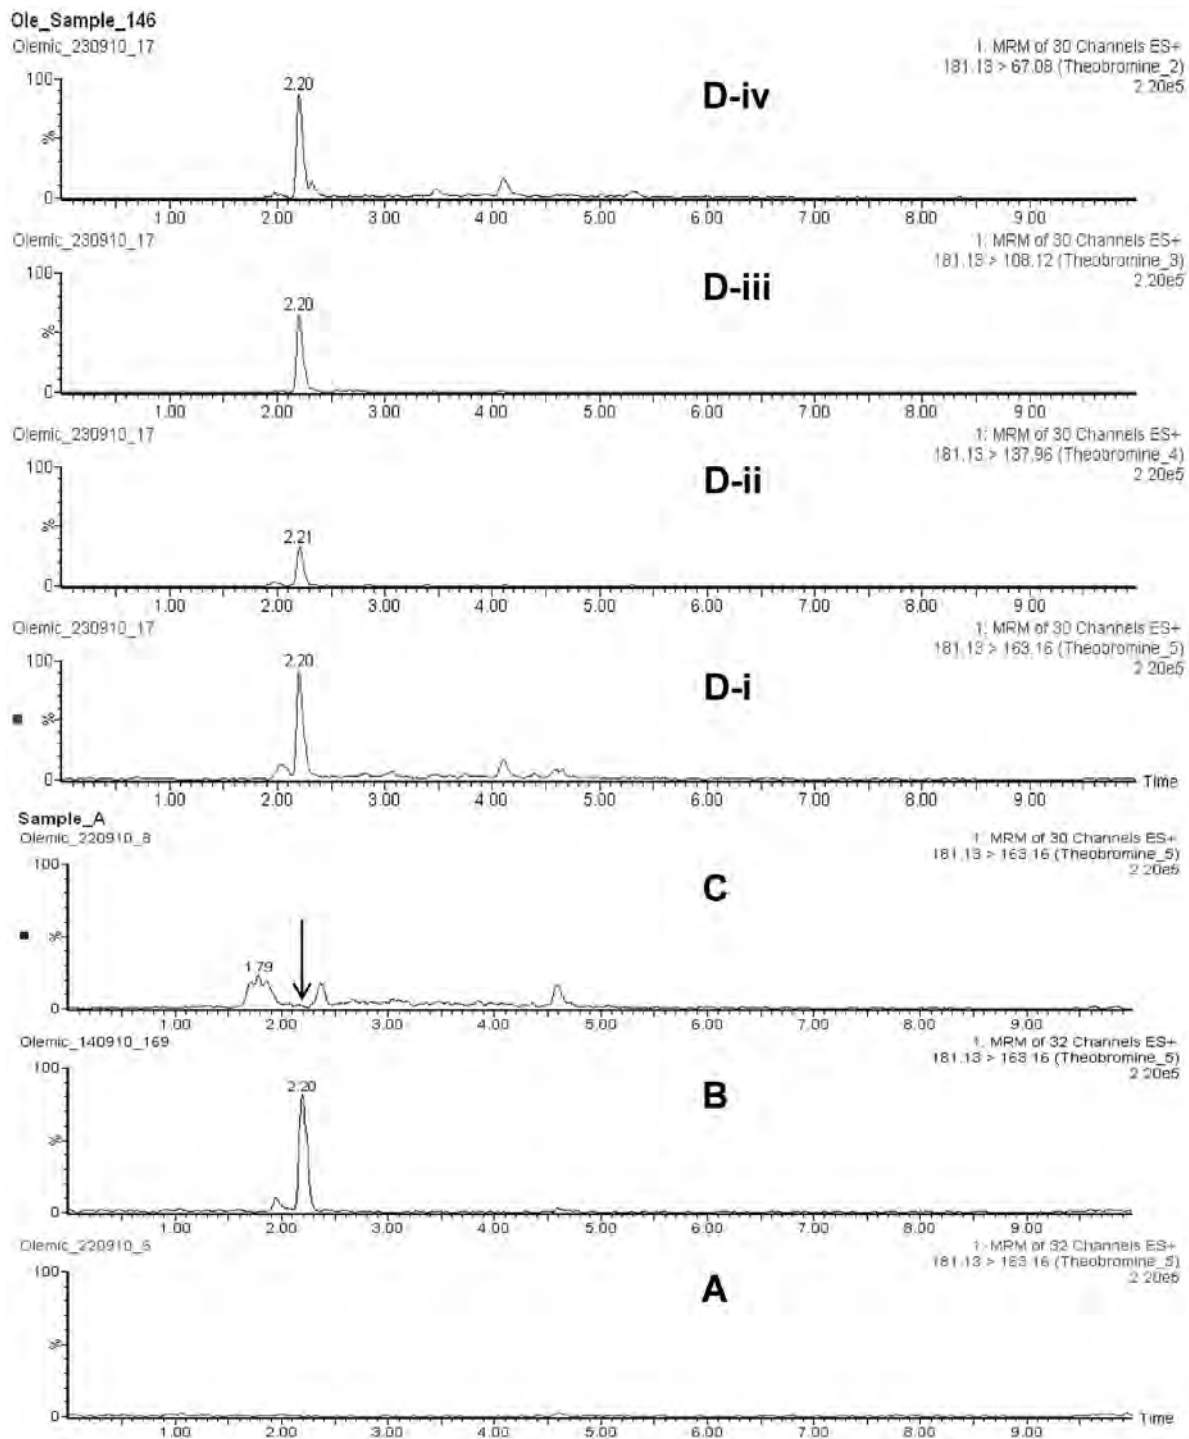 Ole_Sample_146
Olemic_230910_17
1: MRM of 30 Channels ES+
181.13 > 67.08 (Theobromine_2)
2.20e5
100
2.20
D-iv
%
0
1.00 2.00 3.00 4.00 5.00 6.00 7.00 8.00 9.00
Olemic_230910_17
1: MRM of 30 Channels ES+
181.13 > 108.12 (Theobromine_3)
2.20e5
100
2.20
D-iii
%
0
1.00 2.00 3.00 4.00 5.00 6.00 7.00 8.00 9.00
Olemic_230910_17
1: MRM of 30 Channels ES+
181.13 > 137.96 (Theobromine_4)
2.20e5
100
D-ii
%
2.21
0
1.00 2.00 3.00 4.00 5.00 6.00 7.00 8.00 9.00
Olemic_230910_17
1: MRM of 30 Channels ES+
181.13 > 163.16 (Theobromine_5)
2.20e5
100
2.20
D-i
%
0
Time
1.00 2.00 3.00 4.00 5.00 6.00 7.00 8.00 9.00
Sample_A
Olemic_220910_8
1: MRM of 30 Channels ES+
181.13 > 163.16 (Theobromine_5)
2.20e5
100
C
%
1.79
0
1.00 2.00 3.00 4.00 5.00 6.00 7.00 8.00 9.00
Olemic_140910_169
1: MRM of 32 Channels ES+
181.13 > 163.16 (Theobromine_5)
2.20e5
100
2.20
B
%
0
1.00 2.00 3.00 4.00 5.00 6.00 7.00 8.00 9.00
Olemic_220910_6
1: MRM of 32 Channels ES+
181.13 > 163.16 (Theobromine_5)
2.20e5
100
A
%
0
Time
1.00 2.00 3.00 4.00 5.00 6.00 7.00 8.00 9.00